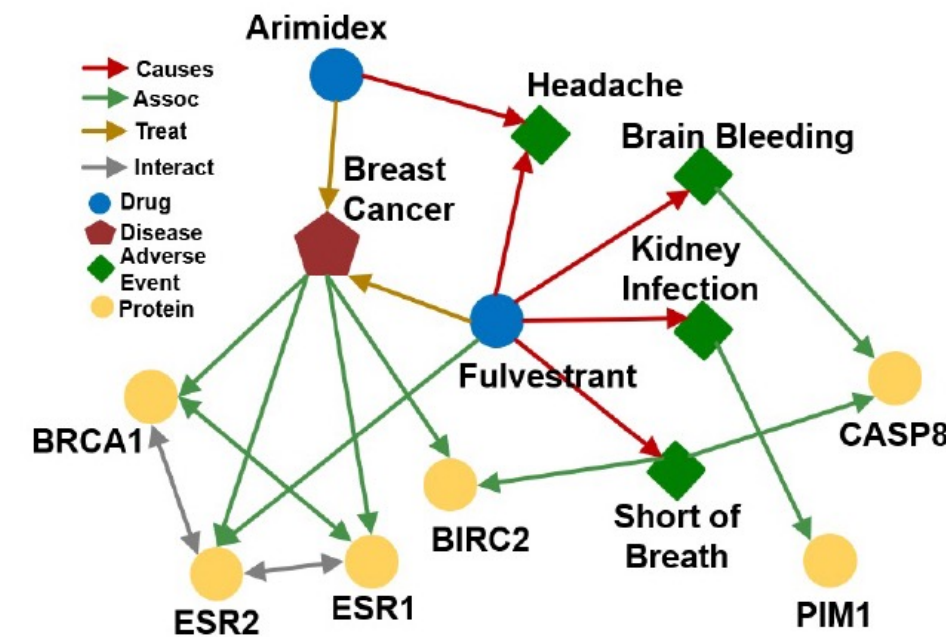 Arimidex
Causes
Assoc
Treat
Interact
Drug
Disease
Adverse
Event
Protein
Headache
Brain Bleeding
Breast
Cancer
Kidney
Infection
Fulvestrant
BRCA1
CASP8
BIRC2
Short of
Breath
ESR2
ESR1
PIM1